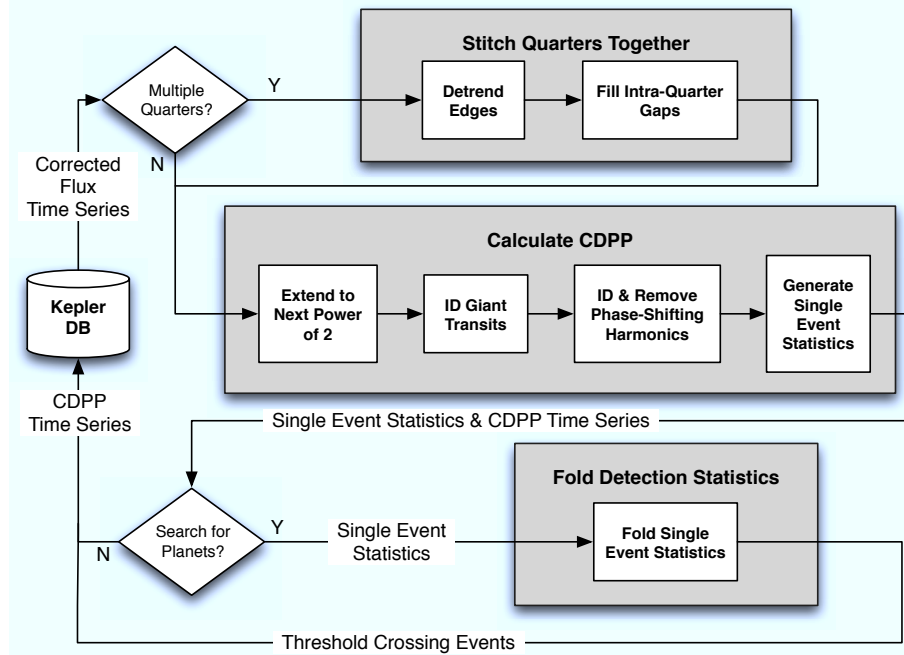 Stitch Quarters Together
Multiple
Quarters?
Y
N
Detrend
Edges
Fill Intra-Quarter
Gaps
Corrected
Flux
Time Series
Calculate CDPP
Extend to
Next Power
of 2
ID Giant
Transits
ID & Remove
Phase-Shifting
Harmonics
Generate
Single
Event
Statistics
Kepler
DB
CDPP
Time Series
Single Event Statistics & CDPP Time Series
Fold Detection Statistics
Search for
Planets?
Y
N
Single Event
Statistics
Fold Single
Event Statistics
Threshold Crossing Events